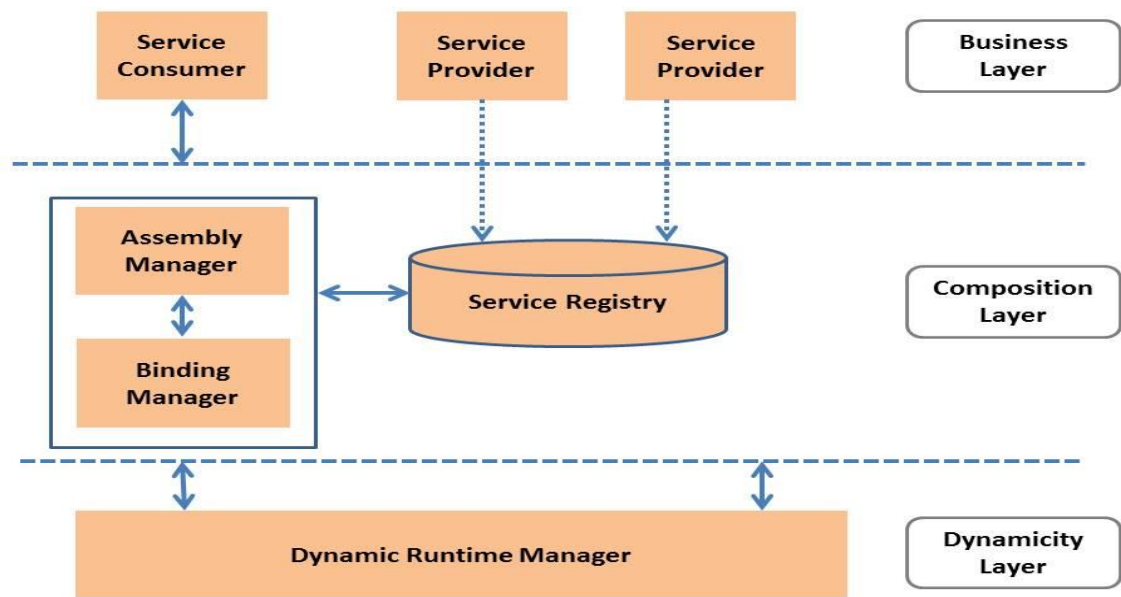 Service
Consumer
Service
Provider
Service
Provider
Business
Layer
Assembly
Manager
Binding
Manager
Service Registry
Composition
Layer
Dynamic Runtime Manager
Dynamicity
Layer